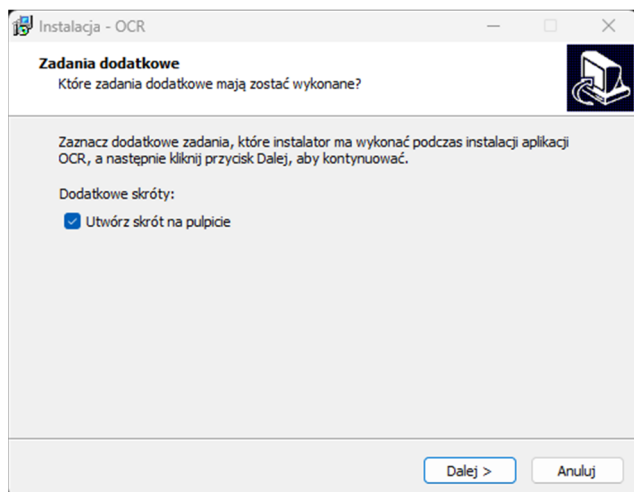 Instalacja - OCR
Zadania dodatkowe
Które zadania dodatkowe mają zostać wykonane?
Zaznacz dodatkowe zadania, które instalator ma wykonać podczas instalacji aplikacji
OCR, a następnie kliknij przycisk Dalej, aby kontynuować.
Dodatkowe skróty:
Utwórz skrót na pulpicie
Dalej >
Anuluj